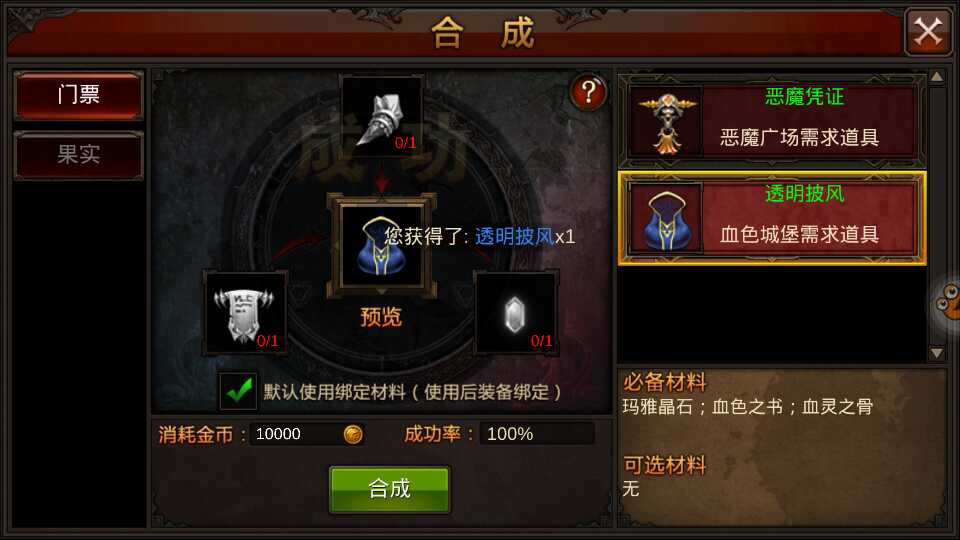 合 成
门票
果实
?
成功
0/1
您获得了: 透明披风x1
预览
0/1
0/1
默认使用绑定材料（使用后装备绑定）
消耗金币：10000
成功率：100%
合成
恶魔凭证
恶魔广场需求道具
透明披风
血色城堡需求道具
必备材料
玛雅晶石；血色之书；血灵之骨
可选材料
无